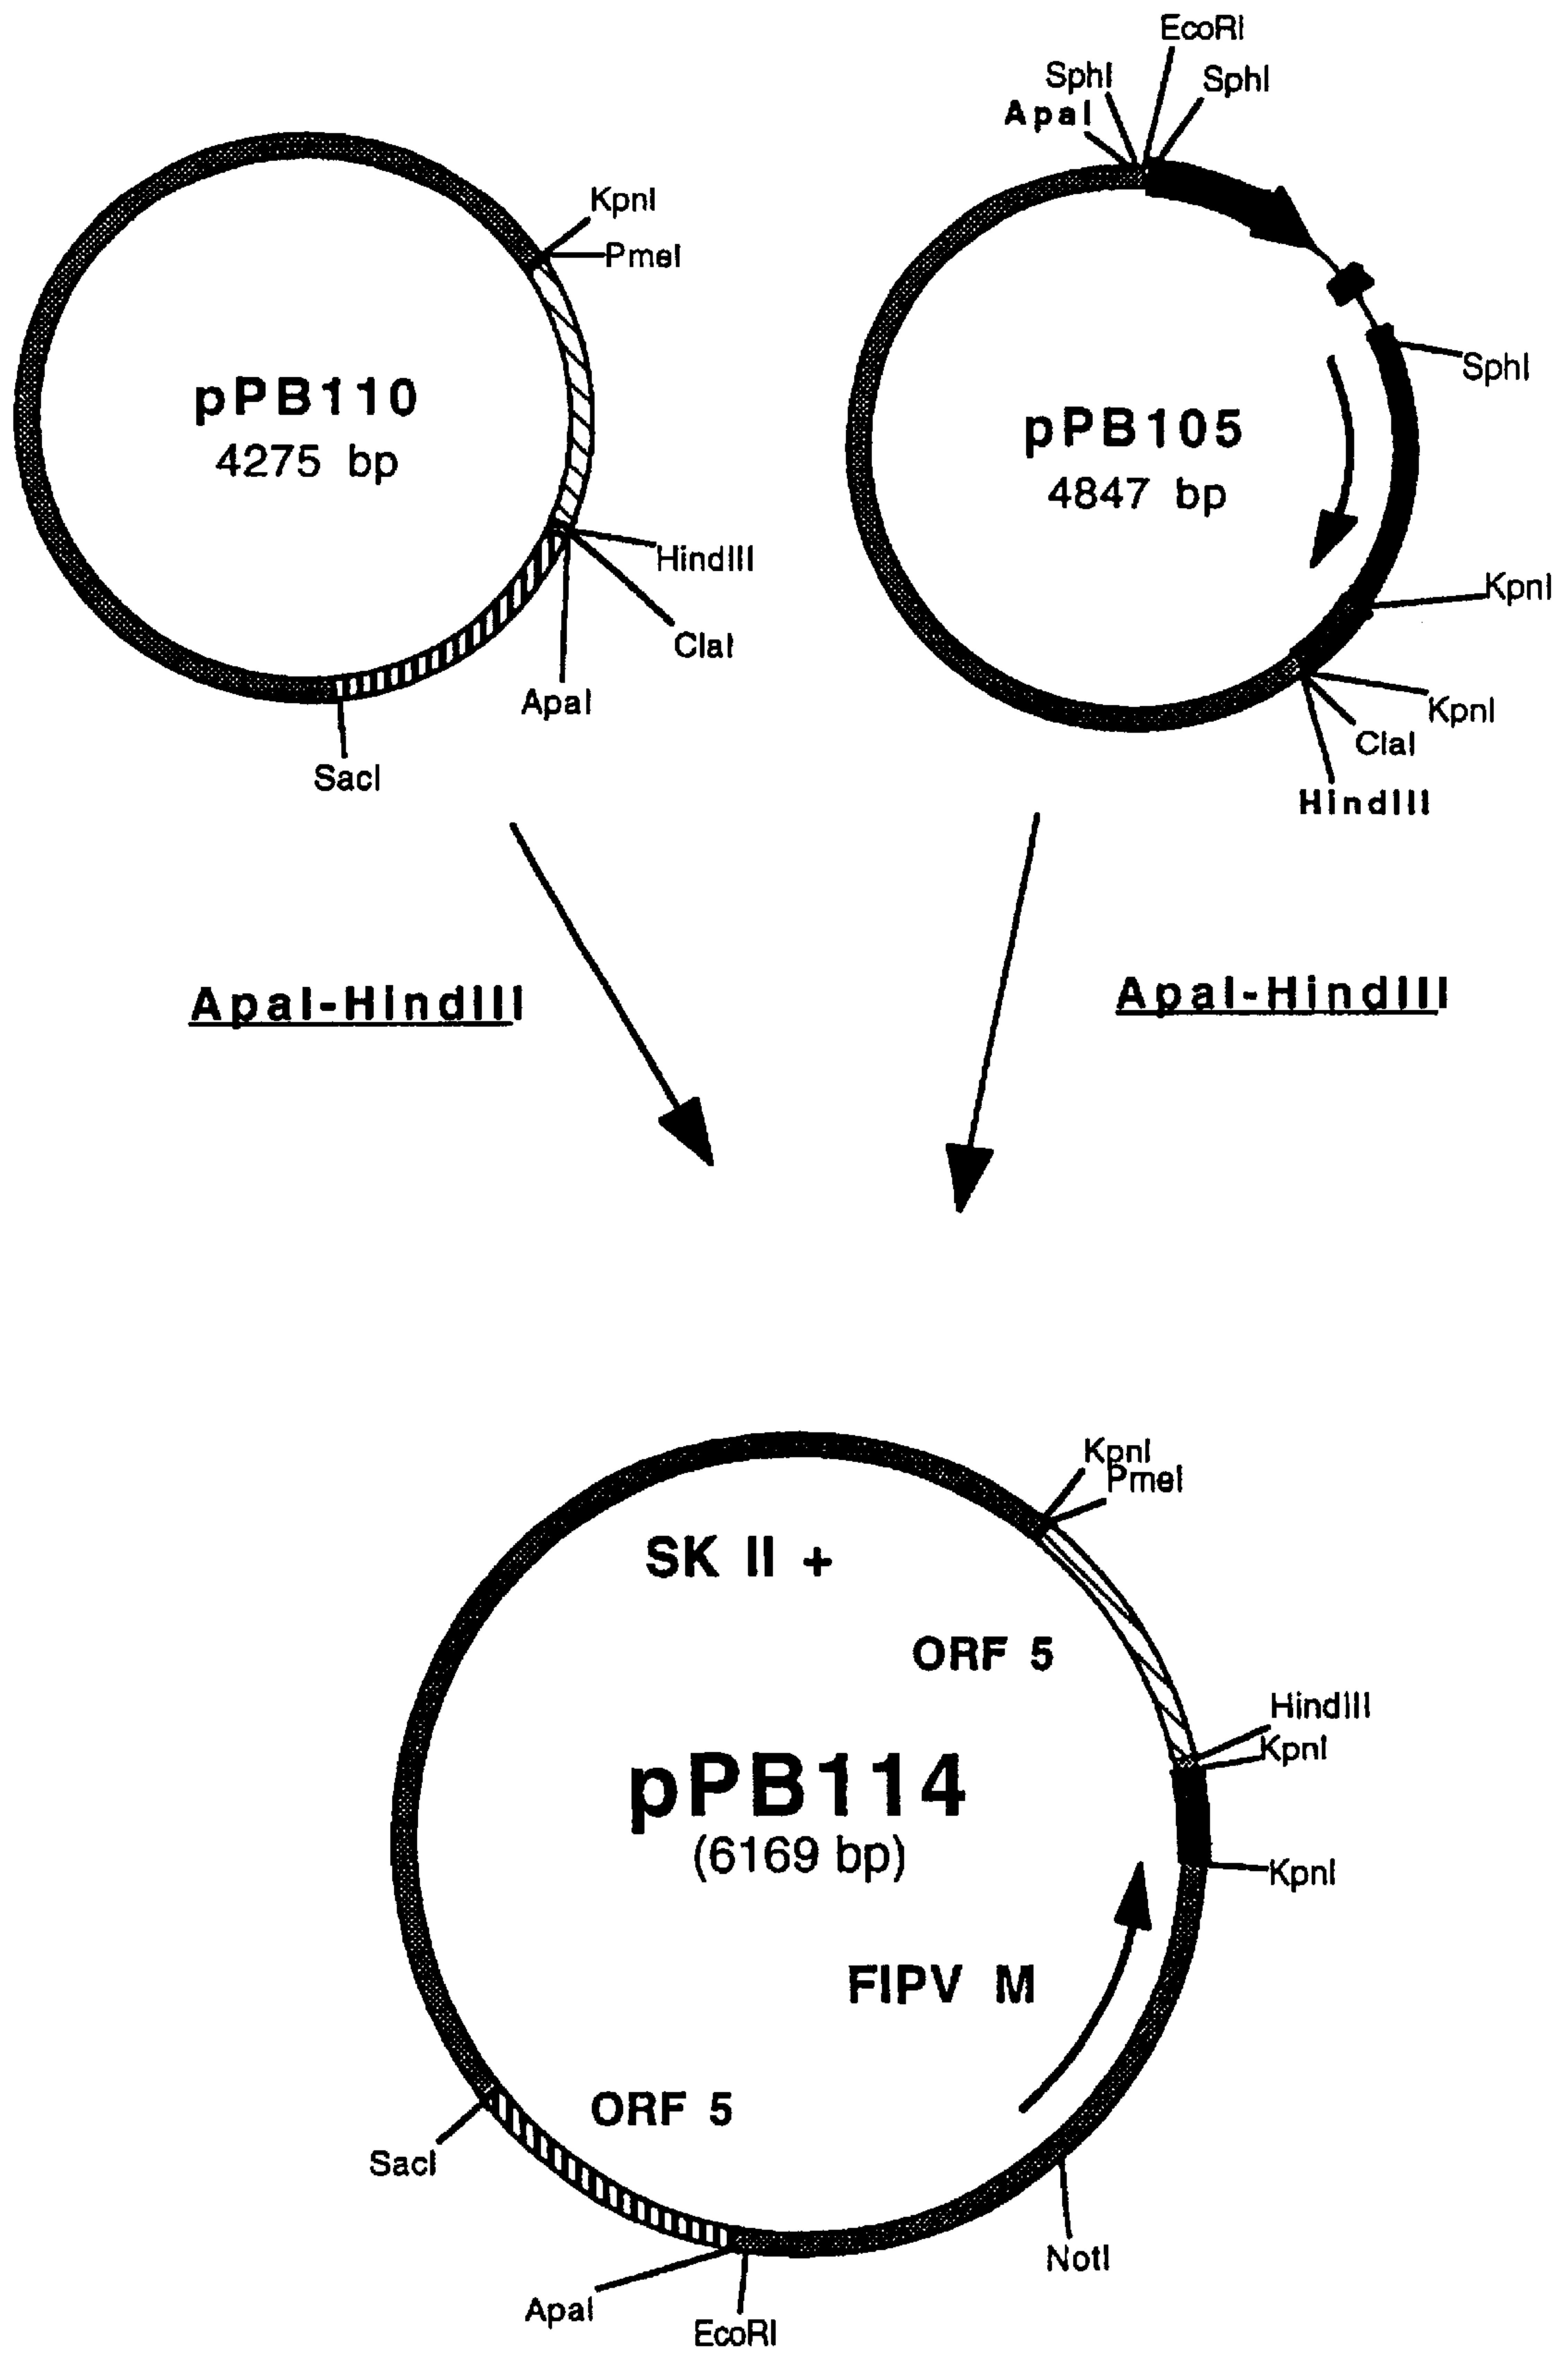 EcoRI
SphI
SphI
ApaI
KpnI
PmeI
SphI
pPB110
4275 bp
pPB105
4847 bp
HindIII
KpnI
ClaI
ApaI
KpnI
ClaI
SacI
HindIII
ApaI-HindIII
ApaI-HindIII
KpnI
PmeI
SK II +
ORF 5
HindIII
KpnI
pPB114
(6169 bp)
KpnI
FIPV M
ORF 5
SacI
NotI
ApaI
EcoRI